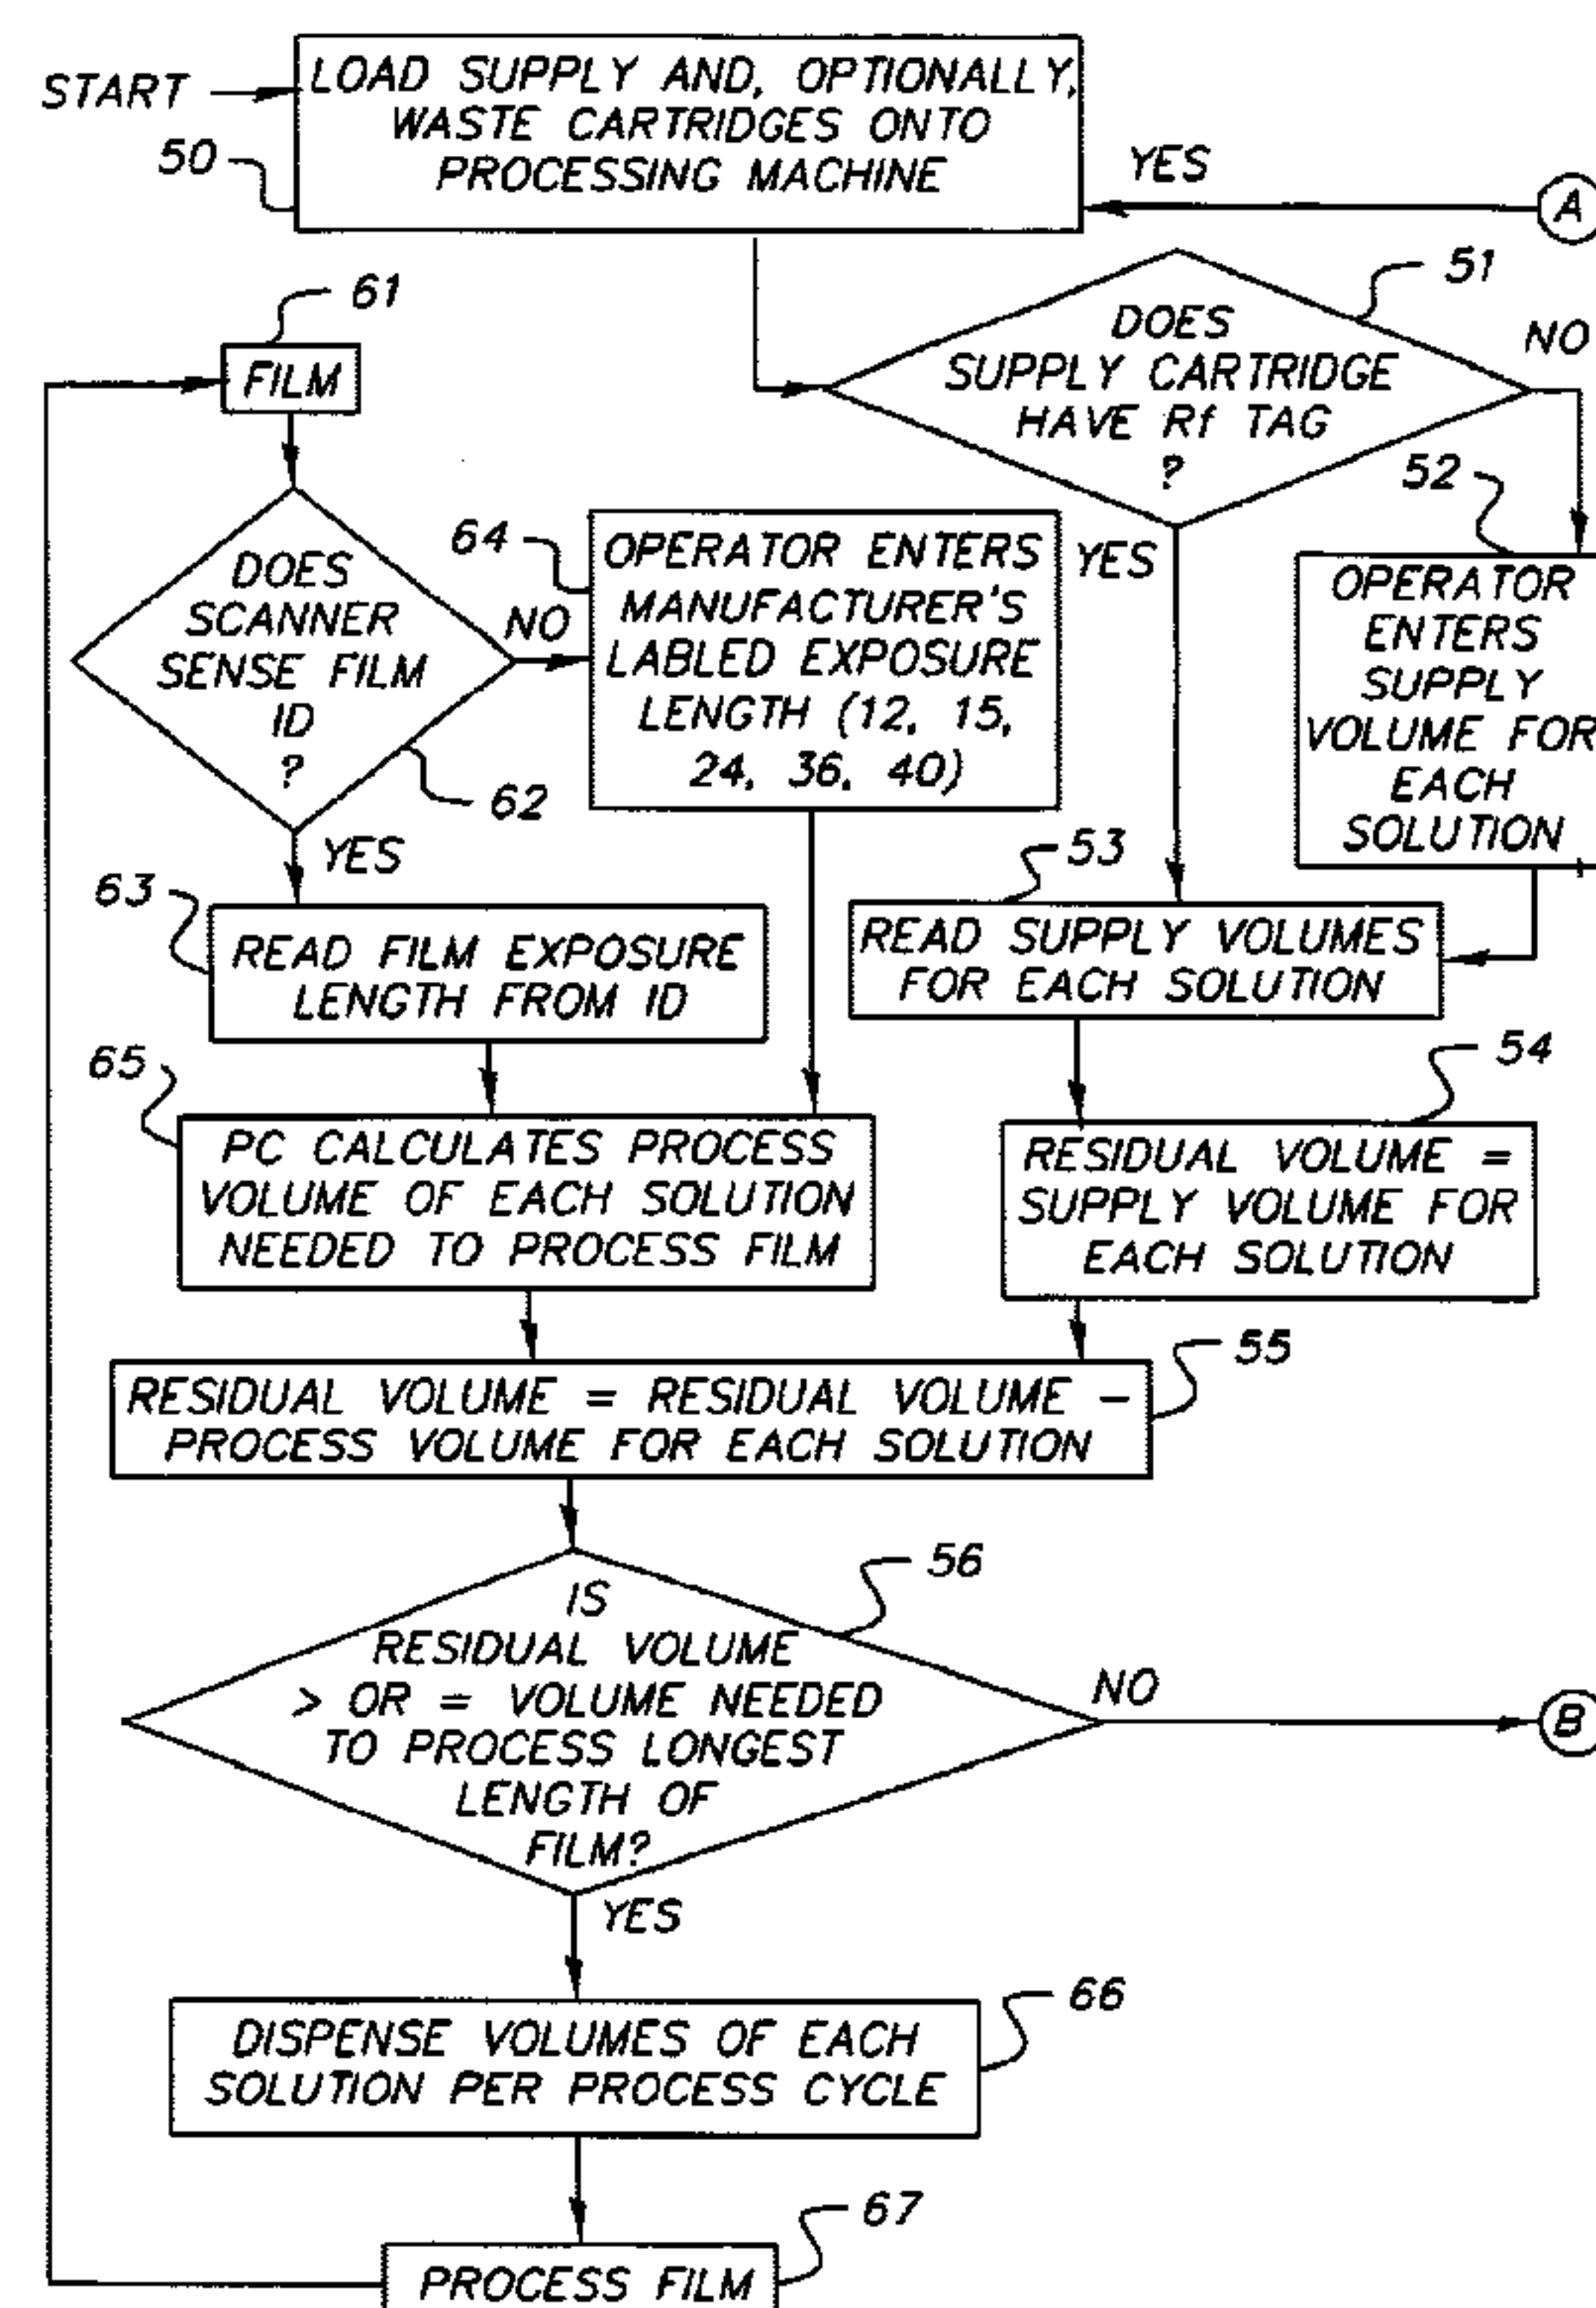 START
LOAD SUPPLY AND, OPTIONALLY,
WASTE CARTRIDGES ONTO
PROCESSING MACHINE
50
YES
A
51
DOES
SUPPLY CARTRIDGE
HAVE Rf TAG
?
NO
YES
52
OPERATOR
ENTERS
SUPPLY
VOLUME FOR
EACH
SOLUTION
61
FILM
DOES
SCANNER
SENSE FILM
ID
?
62
NO
YES
64
OPERATOR ENTERS
MANUFACTURER'S
LABLED EXPOSURE
LENGTH (12, 15,
24, 36, 40)
63
READ FILM EXPOSURE
LENGTH FROM ID
53
READ SUPPLY VOLUMES
FOR EACH SOLUTION
65
PC CALCULATES PROCESS
VOLUME OF EACH SOLUTION
NEEDED TO PROCESS FILM
54
RESIDUAL VOLUME =
SUPPLY VOLUME FOR
EACH SOLUTION
55
RESIDUAL VOLUME = RESIDUAL VOLUME -
PROCESS VOLUME FOR EACH SOLUTION
56
IS
RESIDUAL VOLUME
> OR = VOLUME NEEDED
TO PROCESS LONGEST
LENGTH OF
FILM?
NO
B
YES
66
DISPENSE VOLUMES OF EACH
SOLUTION PER PROCESS CYCLE
67
PROCESS FILM